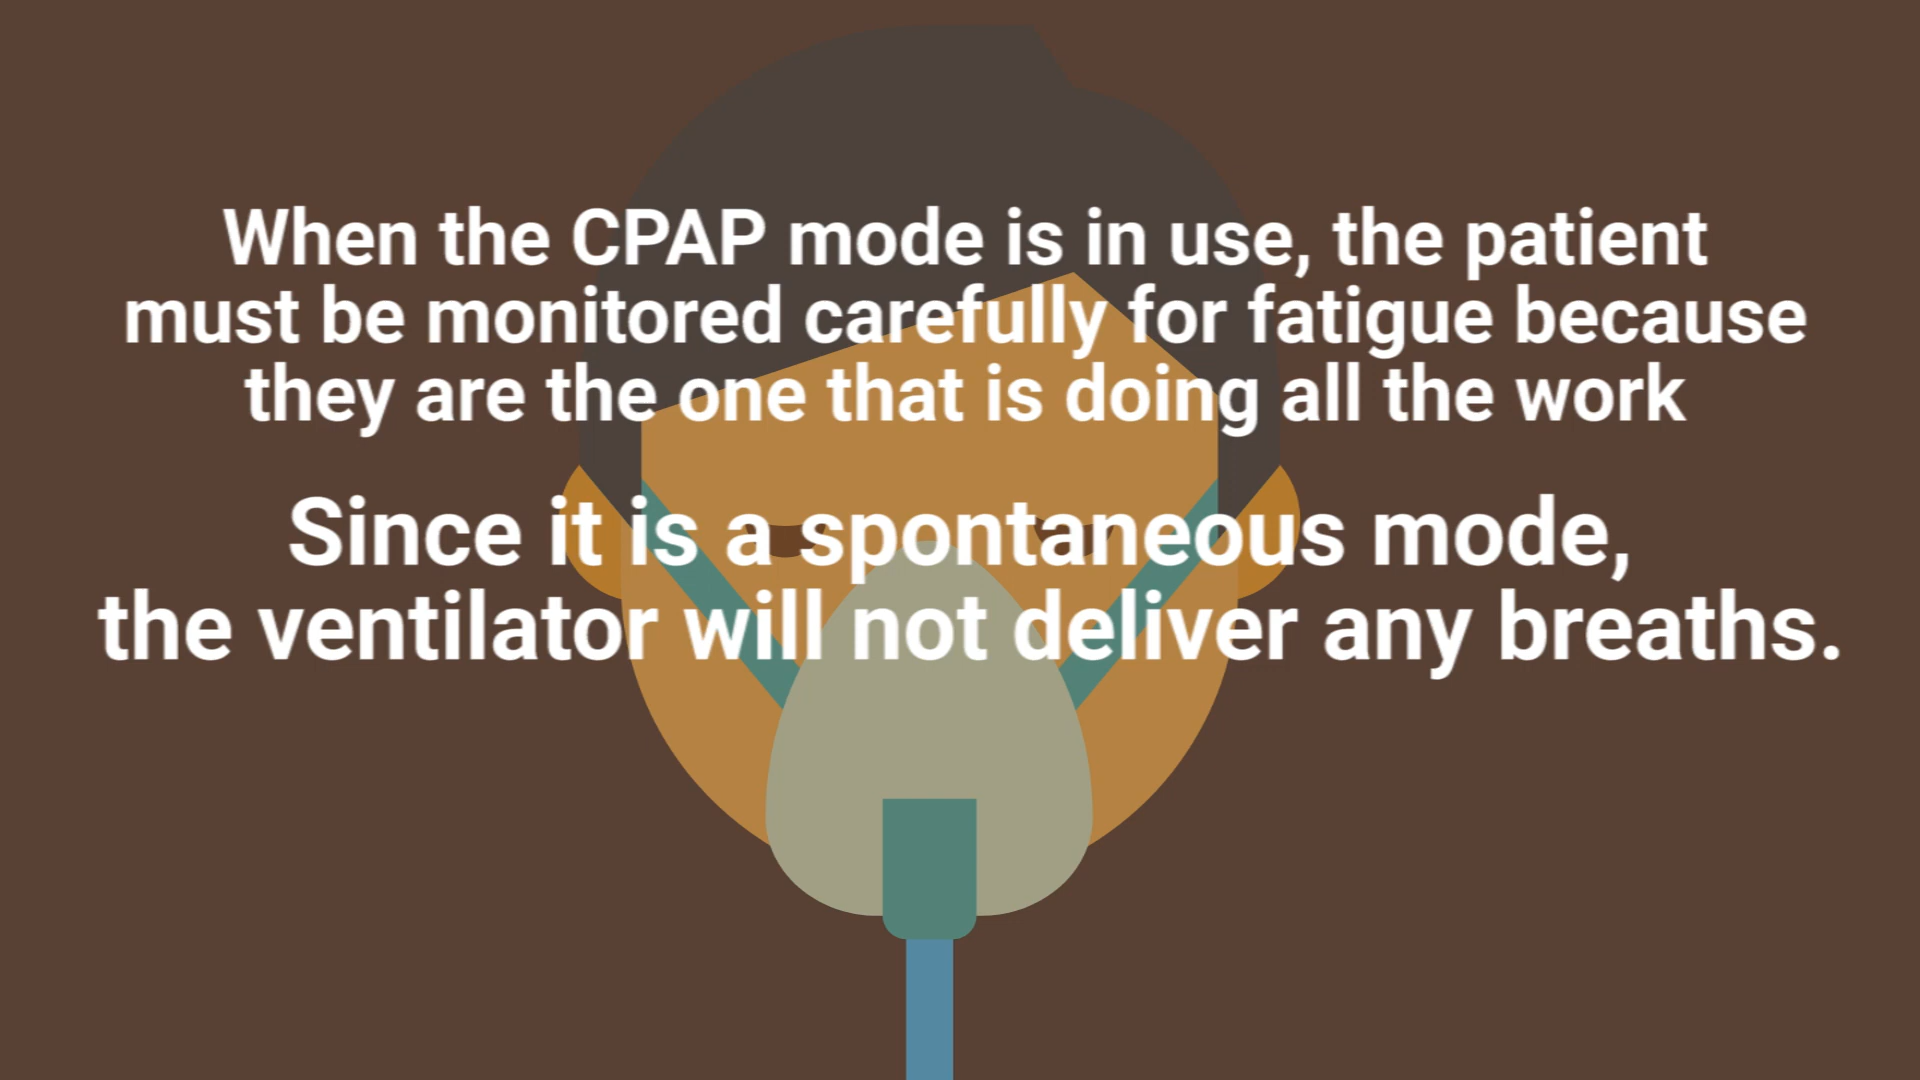 When the CPAP mode is in use, the patient
must be monitored carefully for fatigue because
they are the one that is doing all the work
Since it is a spontaneous mode,
the ventilator will not deliver any breaths.